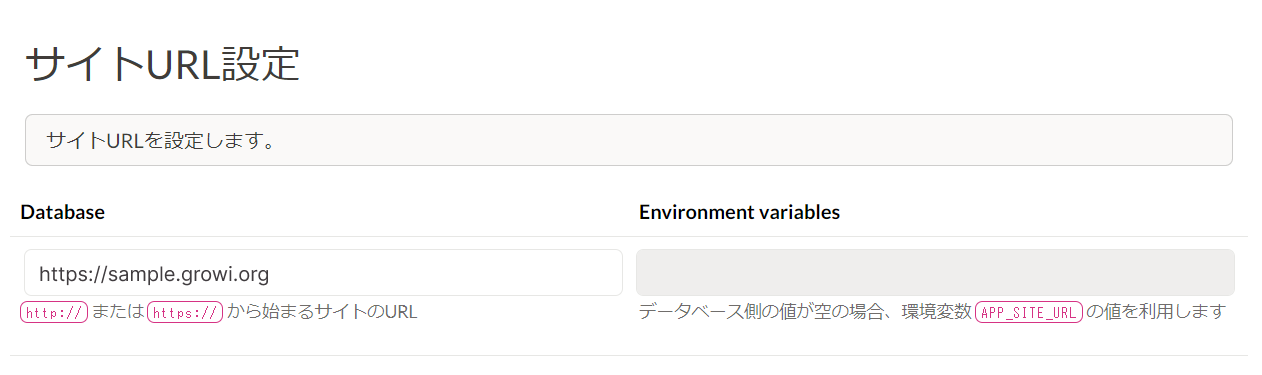 サイトURL設定
サイトURLを設定します。
Database
Environment variables
https://sample.growi.org
http:// または https:// から始まるサイトのURL
データベース側の値が空の場合、環境変数 APP_SITE_URL の値を利用します